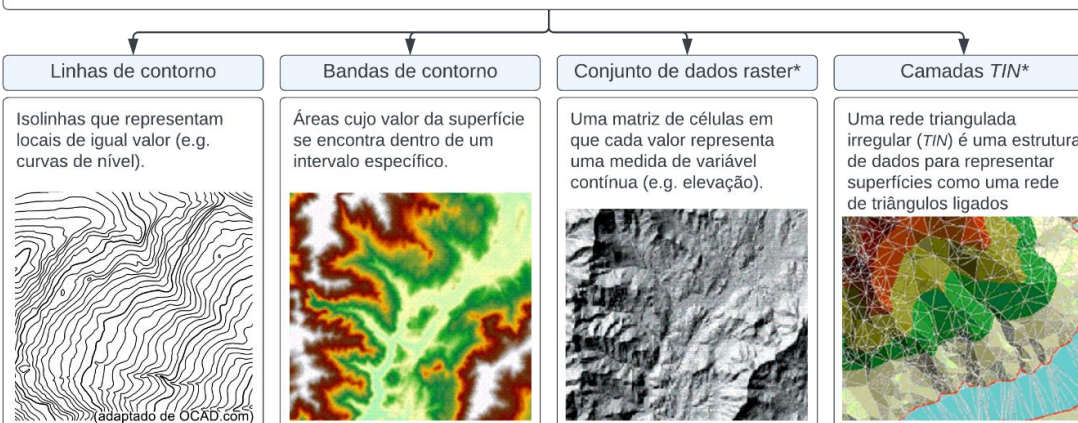 Linhas de contorno
Isolinhas que representam
locais de igual valor (e.g.
curvas de nível).
(adaptado de OCAD.com)
Bandas de contorno
Áreas cujo valor da superfície
se encontra dentro de um
intervalo específico.
Conjunto de dados raster*
Uma matriz de células em
que cada valor representa
uma medida de variável
contínua (e.g. elevação).
Camadas TIN*
Uma rede triangulada
irregular (TIN) é uma estrutura
de dados para representar
superfícies como uma rede
de triângulos ligados